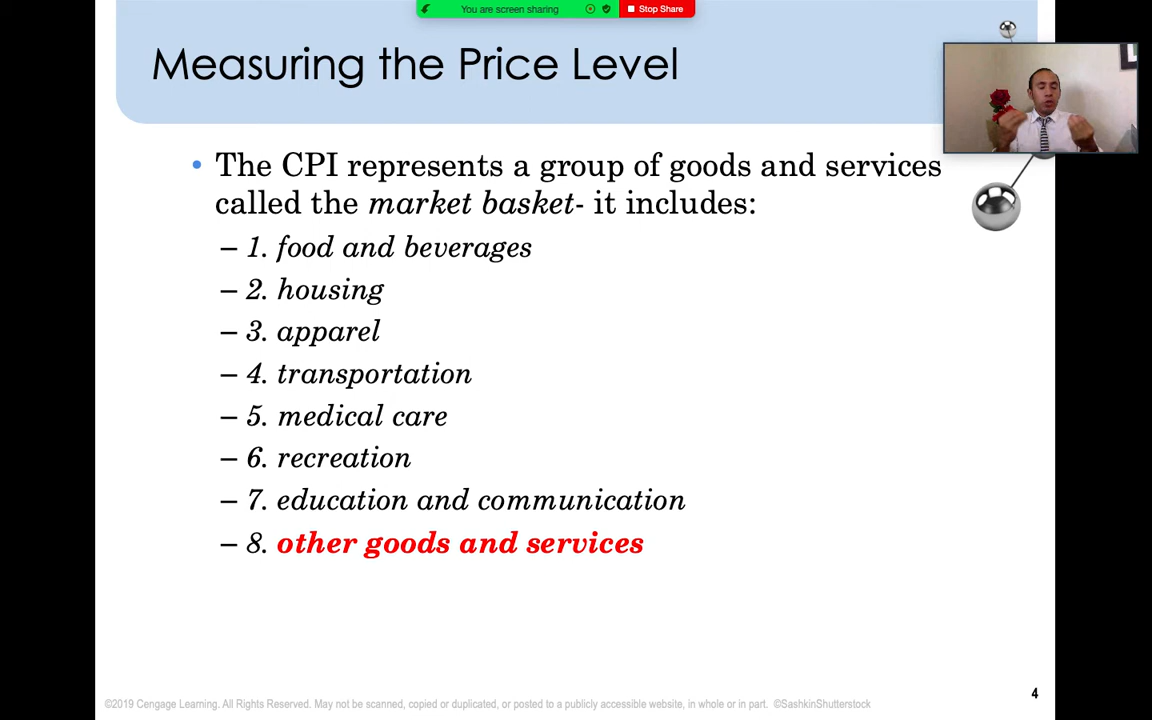 You are screen sharing
Stop Share
Measuring the Price Level
• The CPI represents a group of goods and services
called the market basket- it includes:
– 1. food and beverages
– 2. housing
– 3. apparel
– 4. transportation
– 5. medical care
– 6. recreation
– 7. education and communication
– 8. other goods and services
©2019 Cengage Learning. All Rights Reserved. May not be scanned, copied or duplicated, or posted to a publicly accessible website, in whole or in part. ©SashkinShutterstock
4